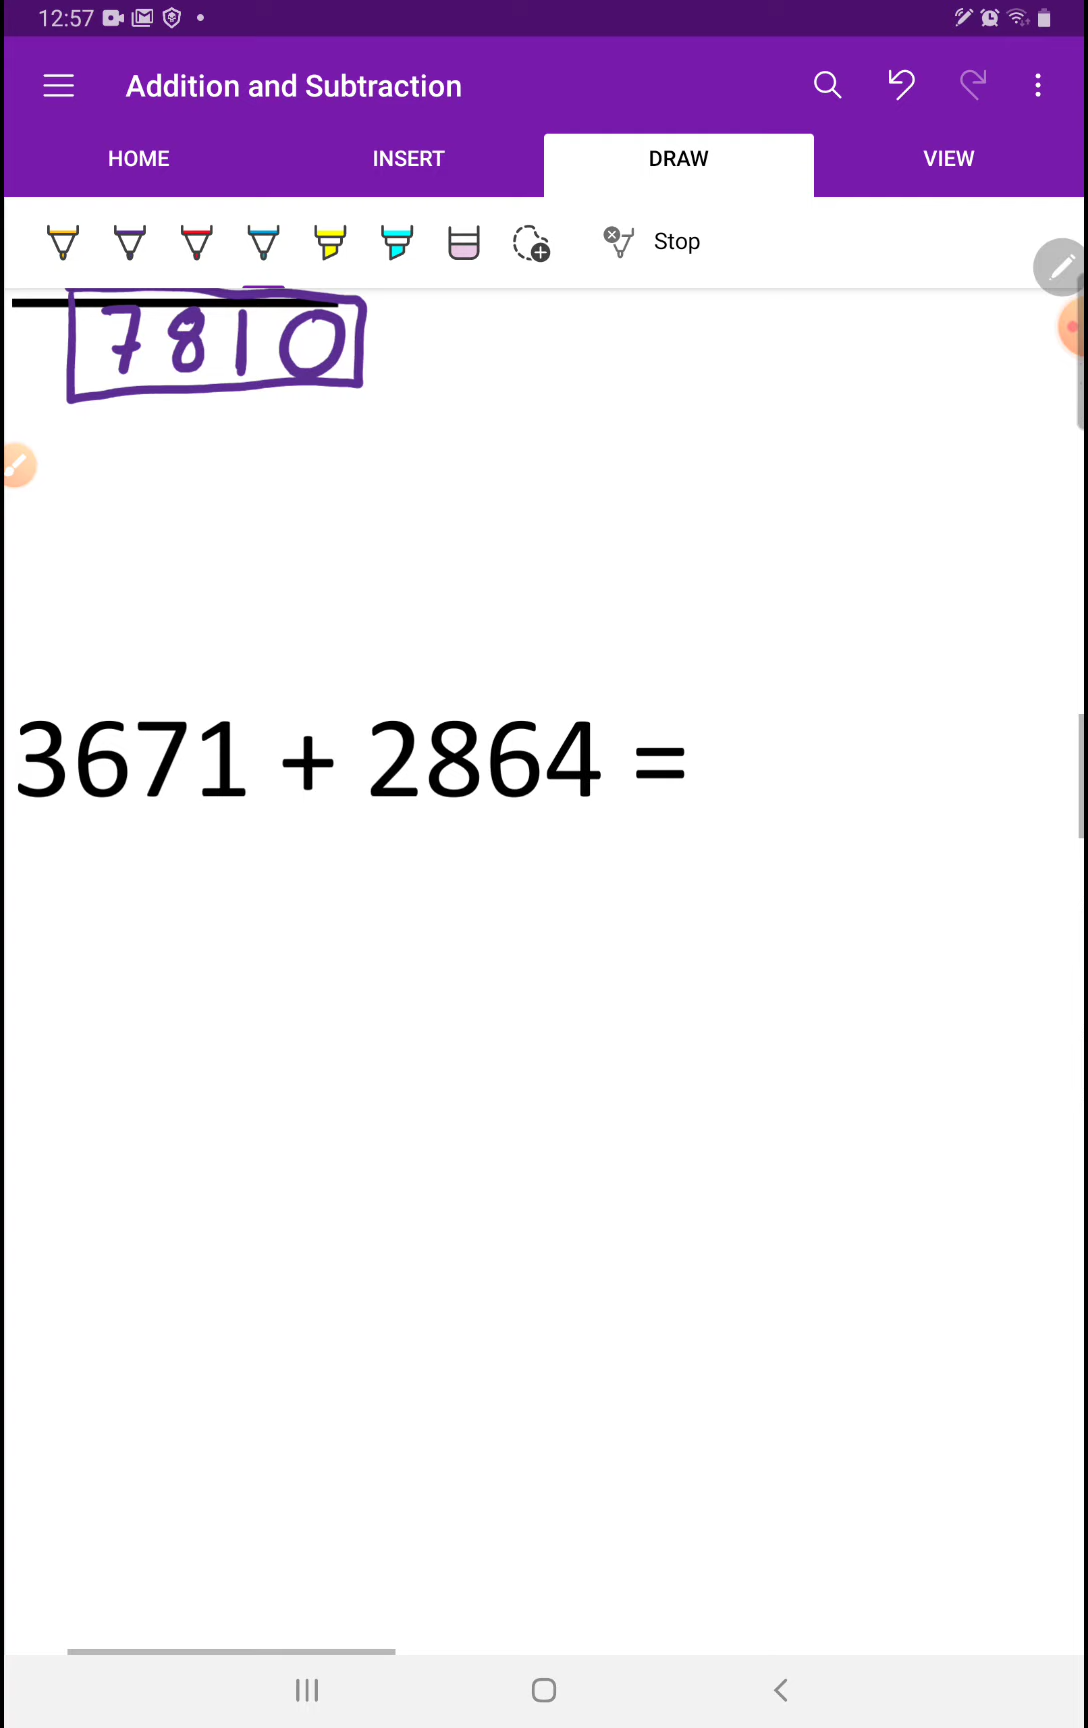 12:57
Addition and Subtraction
HOME INSERT DRAW VIEW
Stop
7810
3671 + 2864 =